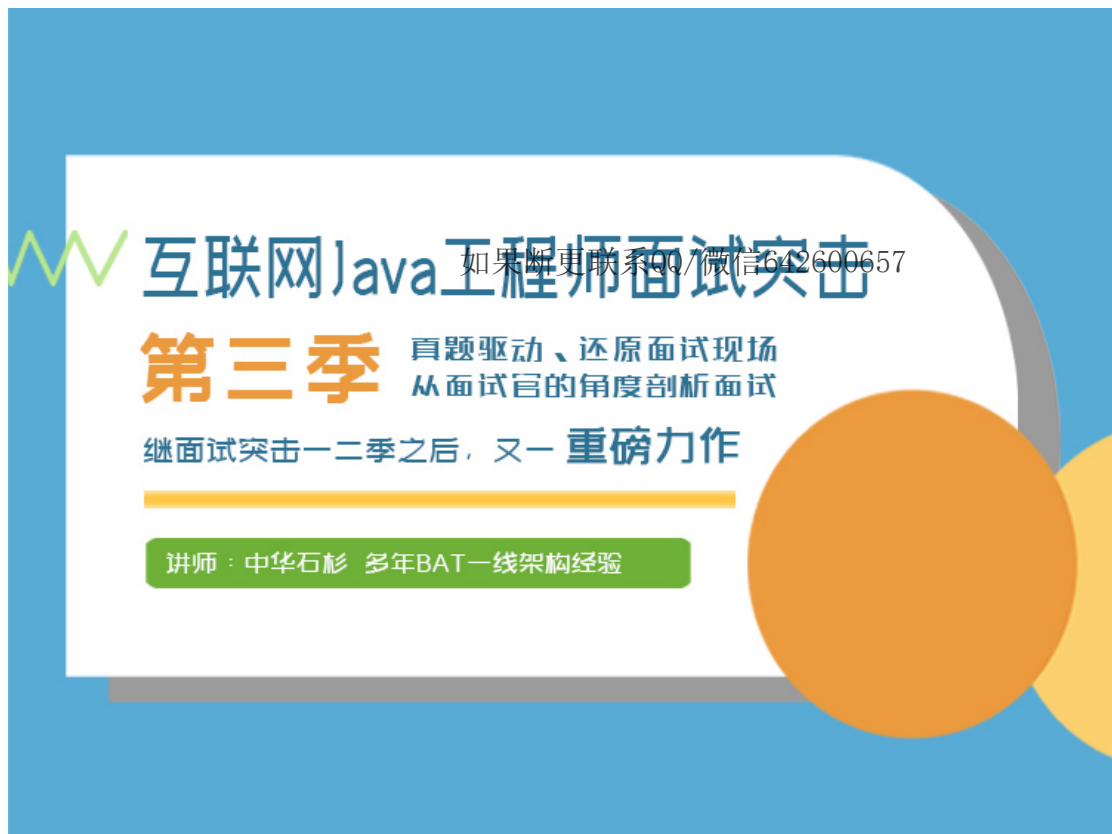 互联网Java工程师面试突击
如果断更联系QQ/微信642600657
第三季
真题驱动、还原面试现场
从面试官的角度剖析面试
继面试突击一二季之后，又一 重磅力作
讲师：中华石杉 多年BAT一线架构经验